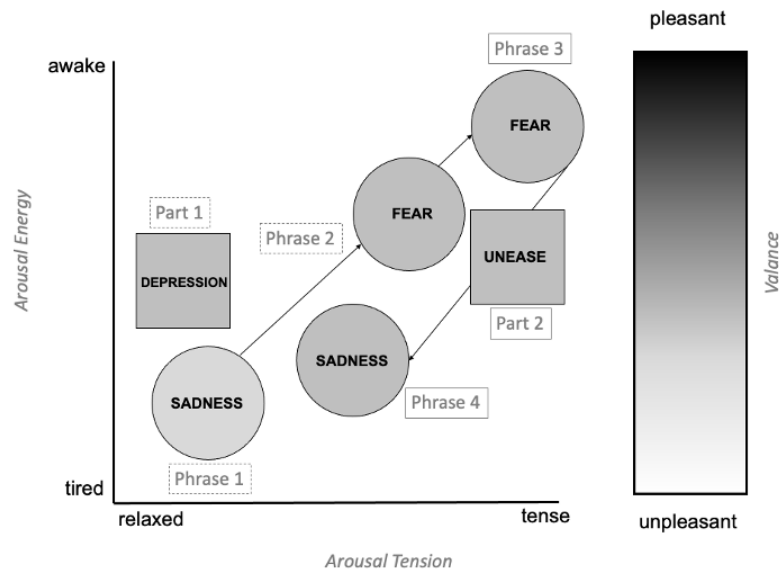 pleasant
Phrase 3
awake
FEAR
Part 1
FEAR
Phrase 2
Arousal Energy
UNEASE
Valance
DEPRESSION
Part 2
SADNESS
SADNESS
Phrase 4
Phrase 1
tired
relaxed
tense
unpleasant
Arousal Tension